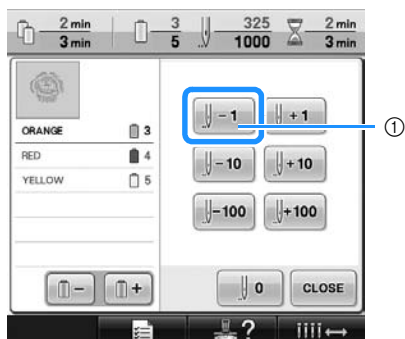 2 min 3 325 2 min
3 min 5 1000 3 min
-1 +1 ①
ORANGE 3
RED 4
-10 +10
YELLOW 5
-100 +100
- + 0 CLOSE
?